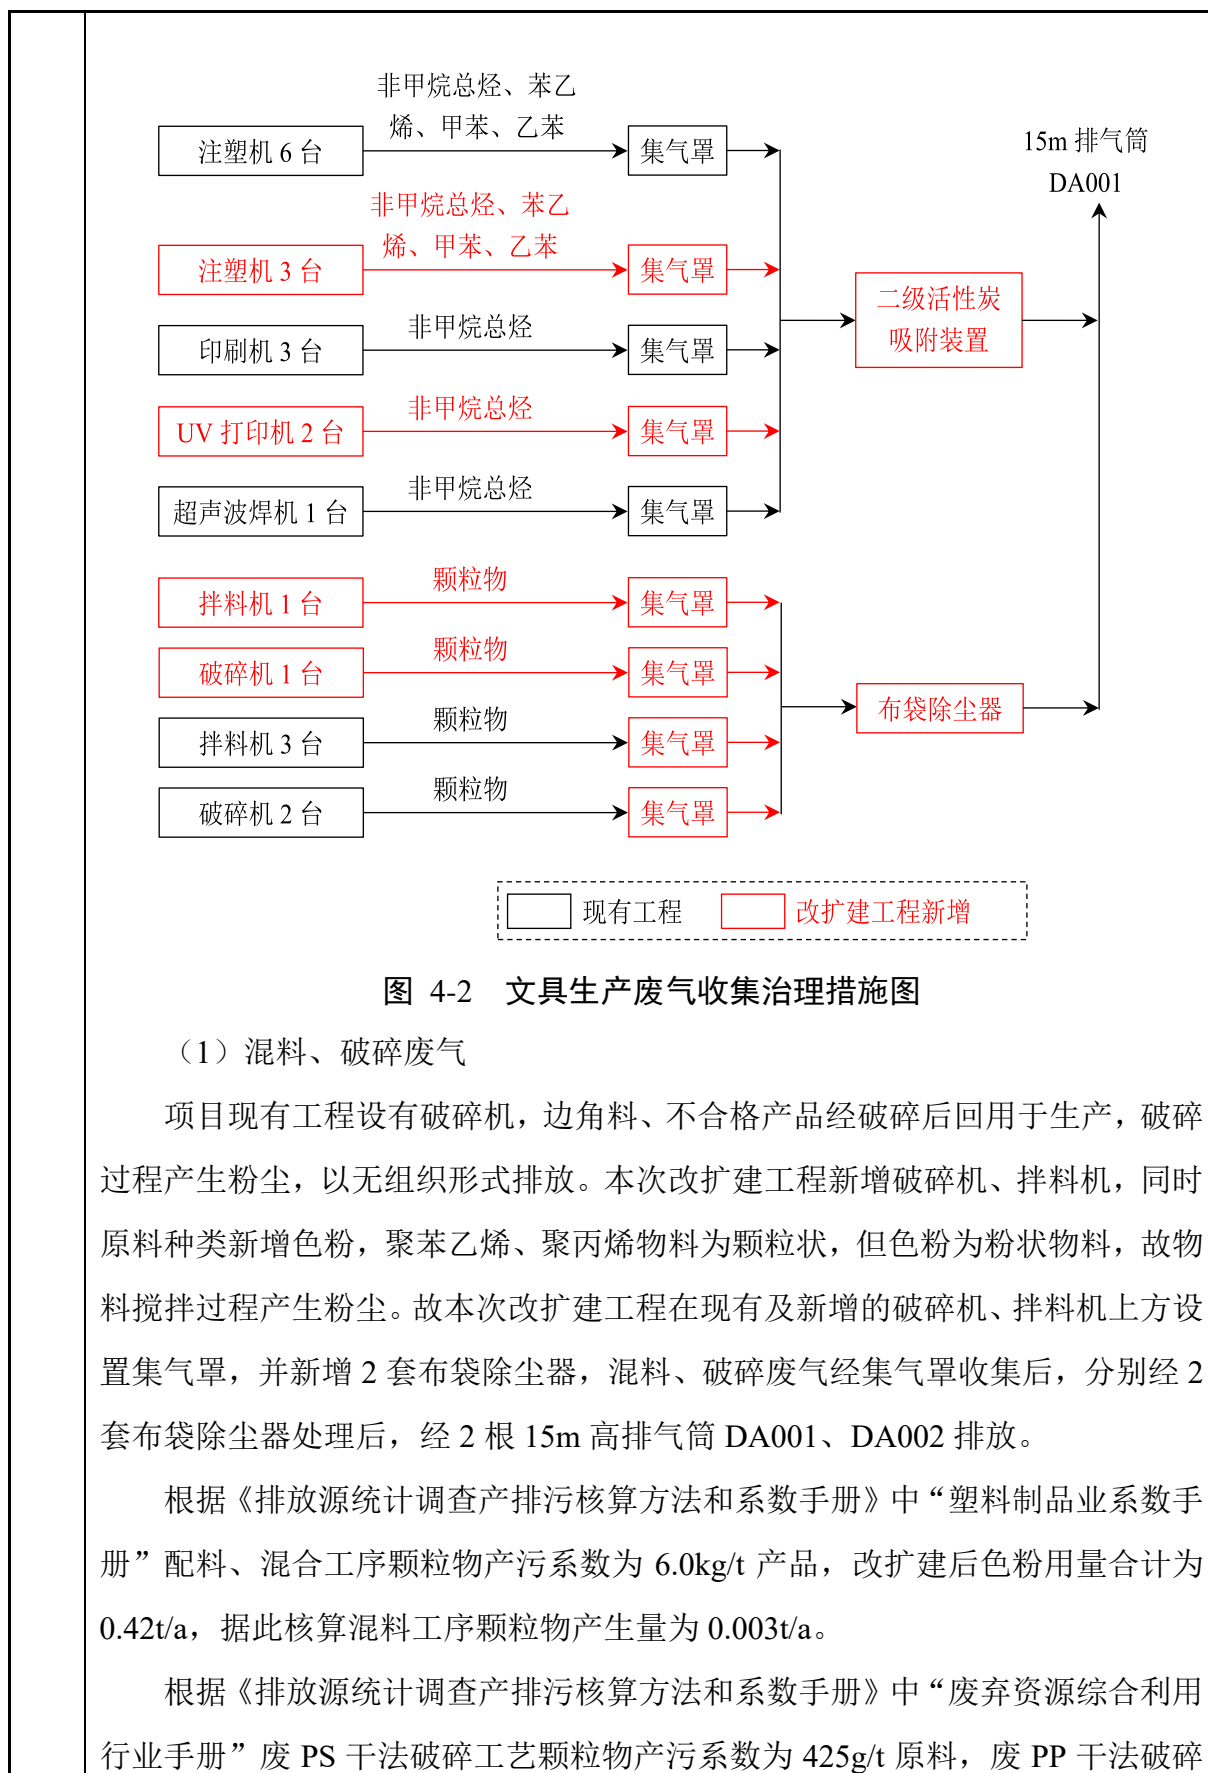 非甲烷总烃、苯乙
烯、甲苯、乙苯
注塑机 6 台
集气罩
15m 排气筒
DA001
非甲烷总烃、苯乙
烯、甲苯、乙苯
注塑机 3 台
集气罩
二级活性炭
吸附装置
非甲烷总烃
印刷机 3 台
集气罩
非甲烷总烃
UV 打印机 2 台
集气罩
非甲烷总烃
超声波焊机 1 台
集气罩
颗粒物
拌料机 1 台
集气罩
颗粒物
破碎机 1 台
集气罩
布袋除尘器
颗粒物
拌料机 3 台
集气罩
颗粒物
破碎机 2 台
集气罩
现有工程
改扩建工程新增
图 4-2 文具生产废气收集治理措施图
（1）混料、破碎废气
项目现有工程设有破碎机，边角料、不合格产品经破碎后回用于生产，破碎
过程产生粉尘，以无组织形式排放。本次改扩建工程新增破碎机、拌料机，同时
原料种类新增色粉，聚苯乙烯、聚丙烯物料为颗粒状，但色粉为粉状物料，故物
料搅拌过程产生粉尘。故本次改扩建工程在现有及新增的破碎机、拌料机上方设
置集气罩，并新增 2 套布袋除尘器，混料、破碎废气经集气罩收集后，分别经 2
套布袋除尘器处理后，经 2 根 15m 高排气筒 DA001、DA002 排放。
根据《排放源统计调查产排污核算方法和系数手册》中“塑料制品业系数手
册”配料、混合工序颗粒物产污系数为 6.0kg/t 产品，改扩建后色粉用量合计为
0.42t/a，据此核算混料工序颗粒物产生量为 0.003t/a。
根据《排放源统计调查产排污核算方法和系数手册》中“废弃资源综合利用
行业手册”废 PS 干法破碎工艺颗粒物产污系数为 425g/t 原料，废 PP 干法破碎